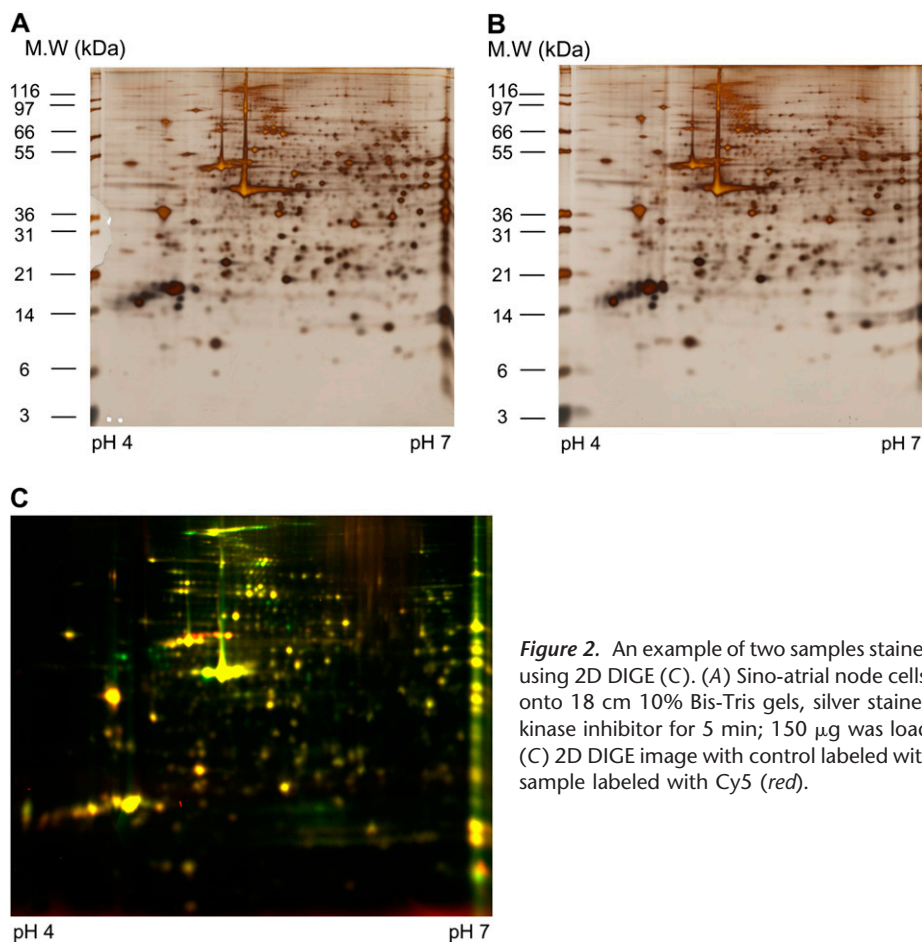 A
M.W (kDa)
116
97
66
55
36
31
21
14
6
3
pH 4
pH 7
B
M.W (kDa)
116
97
66
55
36
31
21
14
6
3
pH 4
pH 7
C
pH 4
pH 7
Figure 2. An example of two samples staine
using 2D DIGE (C). (A) Sino-atrial node cells
onto 18 cm 10% Bis-Tris gels, silver staine
kinase inhibitor for 5 min; 150 μg was load
(C) 2D DIGE image with control labeled wit
sample labeled with Cy5 (red).